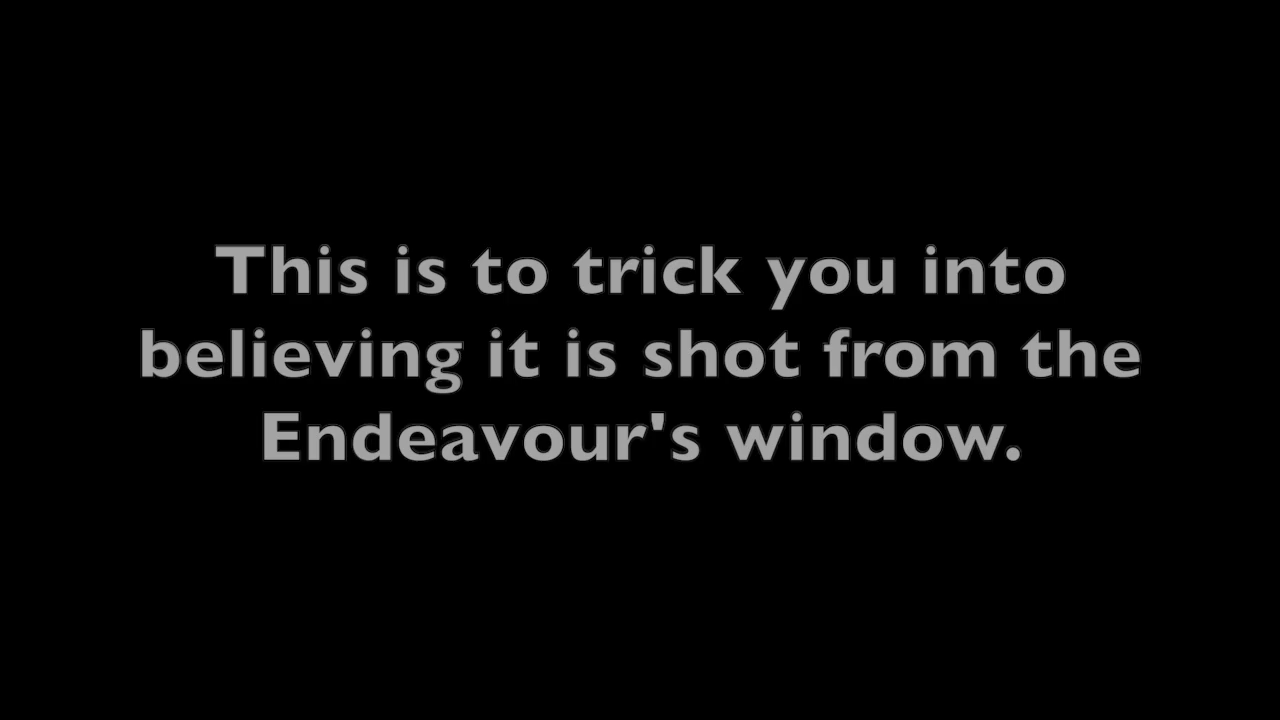 This is to trick you into
believing it is shot from the
Endeavour's window.